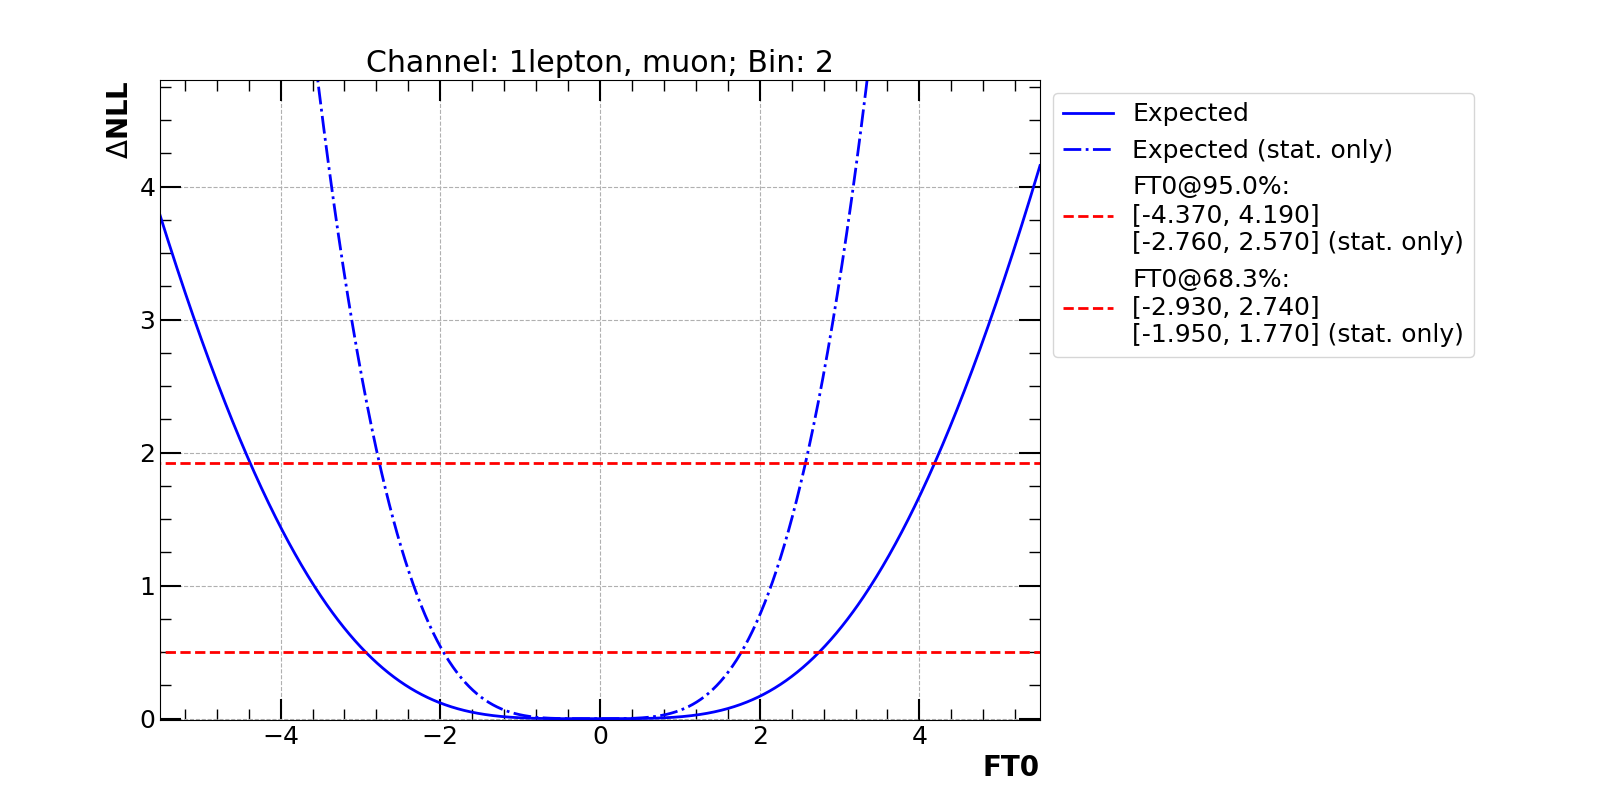 Channel: 1lepton, muon; Bin: 2
ΔNLL
4
3
2
1
0
−4
−2
0
2
4
FT0
Expected
Expected (stat. only)
FT0@95.0%:
[-4.370, 4.190]
[-2.760, 2.570] (stat. only)
FT0@68.3%:
[-2.930, 2.740]
[-1.950, 1.770] (stat. only)